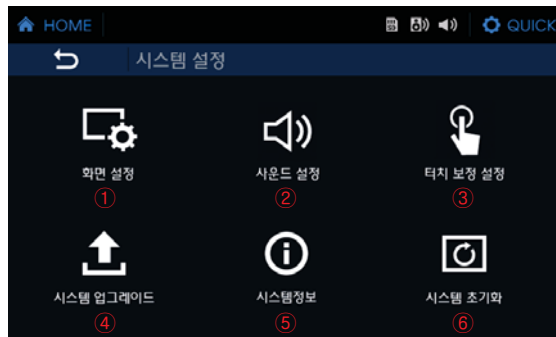 HOME
QUICK
시스템 설정
화면 설정
사운드 설정
터치 보정 설정
① ② ③
시스템 업그레이드
시스템정보
시스템 초기화
④ ⑤ ⑥